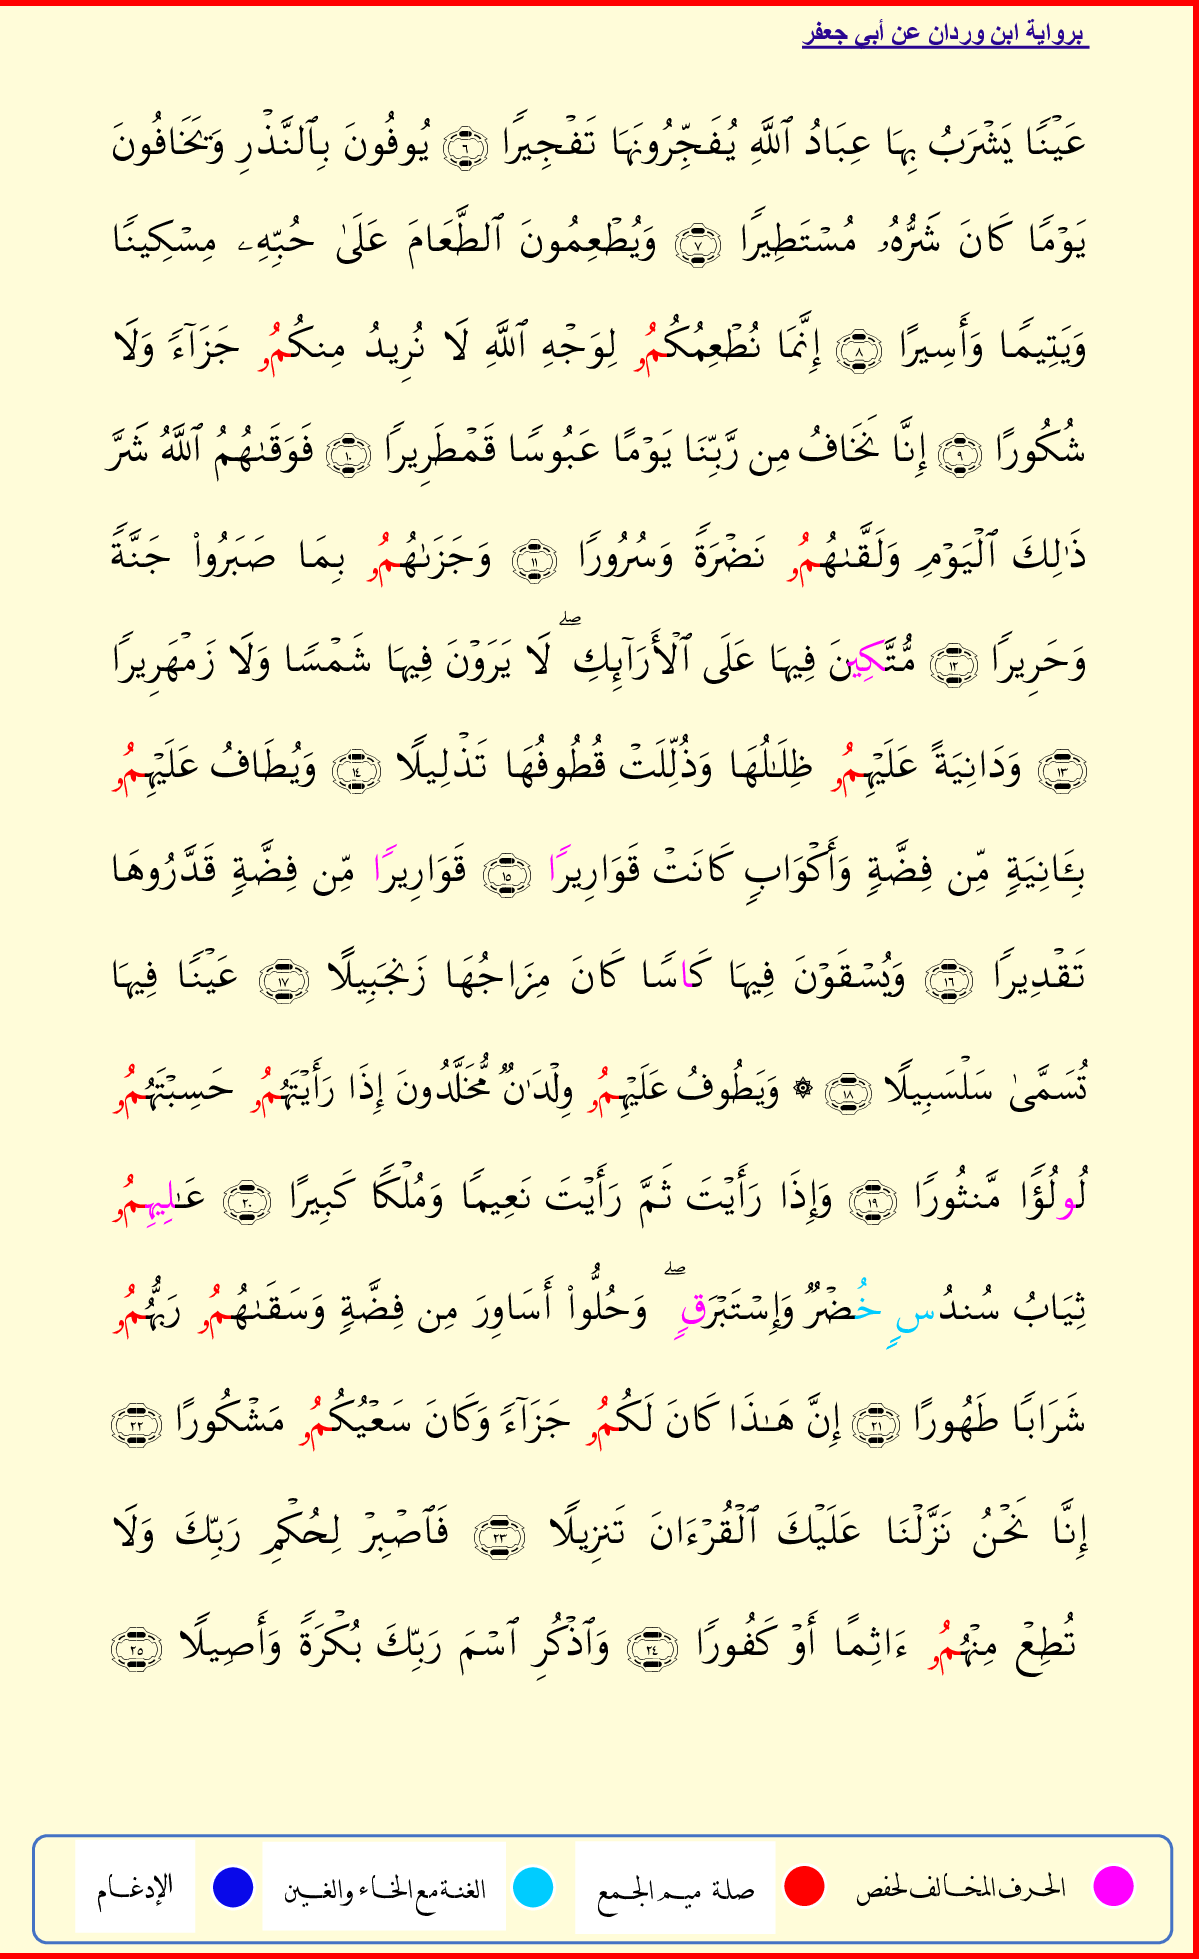 برواية ابن وردان عن أبي جعفر
عَيْنًا يَشْرَبُ بِهَا عِبَادُ ٱللَّهِ يُفَجِّرُونَهَا تَفْجِيرًا ٦ يُوفُونَ بِٱلنَّذْرِ وَيَخَافُونَ
يَوْمًا كَانَ شَرُّهُۥ مُسْتَطِيرًا ٧ وَيُطْعِمُونَ ٱلطَّعَامَ عَلَىٰ حُبِّهِۦ مِسْكِينًا
وَيَتِيمًا وَأَسِيرًا ٨ إِنَّمَا نُطْعِمُكُمُۥ لِوَجْهِ ٱللَّهِ لَا نُرِيدُ مِنكُمُۥ جَزَآءً وَلَا
شُكُورًا ٩ إِنَّا نَخَافُ مِن رَّبِّنَا يَوْمًا عَبُوسًا قَمْطَرِيرًا ١٠ فَوَقَىٰهُمُ ٱللَّهُ شَرَّ
ذَٰلِكَ ٱلْيَوْمِ وَلَقَّىٰهُمُۥ نَضْرَةً وَسُرُورًا ١١ وَجَزَىٰهُمُۥ بِمَا صَبَرُوا۟ جَنَّةً
وَحَرِيرًا ١٢ مُّتَّكِينَ فِيهَا عَلَى ٱلْأَرَآئِكِ ۖ لَا يَرَوْنَ فِيهَا شَمْسًا وَلَا زَمْهَرِيرًا
١٣ وَدَانِيَةً عَلَيْهِمُۥ ظِلَـٰلُهَا وَذُلِّلَتْ قُطُوفُهَا تَذْلِيلًا ١٤ وَيُطَافُ عَلَيْهِمُۥ
بِـَٔانِيَةٍ مِّن فِضَّةٍ وَأَكْوَابٍ كَانَتْ قَوَارِيرًا ١٥ قَوَارِيرًا مِّن فِضَّةٍ قَدَّرُوهَا
تَقْدِيرًا ١٦ وَيُسْقَوْنَ فِيهَا كَاسًا كَانَ مِزَاجُهَا زَنجَبِيلًا ١٧ عَيْنًا فِيهَا
تُسَمَّىٰ سَلْسَبِيلًا ١٨ ۞ وَيَطُوفُ عَلَيْهِمُۥ وِلْدَٰنٌ مُّخَلَّدُونَ إِذَا رَأَيْتَهُمُۥ حَسِبْتَهُمُۥ
لُولُؤًا مَّنثُورًا ١٩ وَإِذَا رَأَيْتَ ثَمَّ رَأَيْتَ نَعِيمًا وَمُلْكًا كَبِيرًا ٢٠ عَـٰلِيهِمُۥ
ثِيَابُ سُندُسٍ خُضْرٌ وَإِسْتَبْرَقٍ ۖ وَحُلُّوا۟ أَسَاوِرَ مِن فِضَّةٍ وَسَقَىٰهُمُۥ رَبُّهُمُۥ
شَرَابًا طَهُورًا ٢١ إِنَّ هَـٰذَا كَانَ لَكُمُۥ جَزَآءً وَكَانَ سَعْيُكُمُۥ مَشْكُورًا ٢٢
إِنَّا نَحْنُ نَزَّلْنَا عَلَيْكَ ٱلْقُرْءَانَ تَنزِيلًا ٢٣ فَٱصْبِرْ لِحُكْمِ رَبِّكَ وَلَا
تُطِعْ مِنْهُمُۥ ءَاثِمًا أَوْ كَفُورًا ٢٤ وَٱذْكُرِ ٱسْمَ رَبِّكَ بُكْرَةً وَأَصِيلًا ٢٥
الحرف المخالف لحفص صلة ميم الجمع الغنة مع الخاء والغين الإدغام